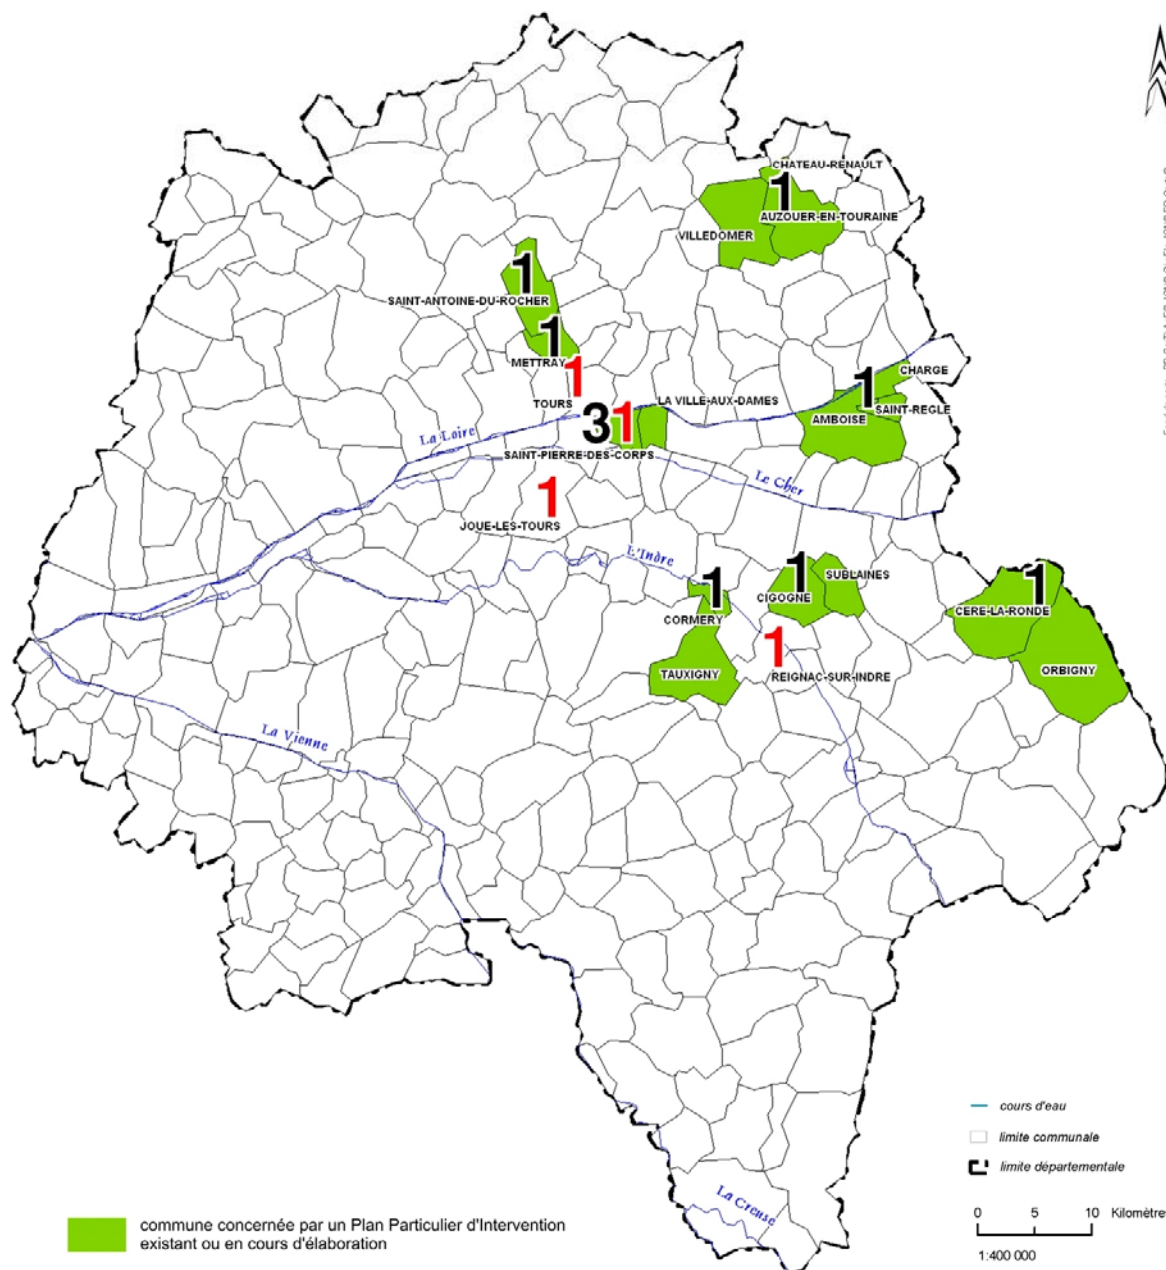 CHATEAU-RENAULT
1
AUZOUER-EN-TOURAINE
VILLEDOMER
1
SAINT-ANTOINE-DU-ROCHER
1
METTRAY
1
CHARGE
1
TOURS
LA VILLE-AUX-DAMES
SAINT-REGLE
3
1
AMBOISE
La Loire
SAINT-PIERRE-DES-CORPS
Le Cher
1
JOUE-LES-TOURS
L'Indre
1
SUBLAINES
1
1
CIGOGNE
CERE-LA-RONDE
CORMERY
1
TAUXIGNY
REIGNAC-SUR-INDRE
ORBIGNY
La Vienne
La Creuse
cours d'eau
limite communale
limite départementale
0 5 10 Kilomètre
1:400 000
commune concernée par un Plan Particulier d'Intervention
existant ou en cours d'élaboration